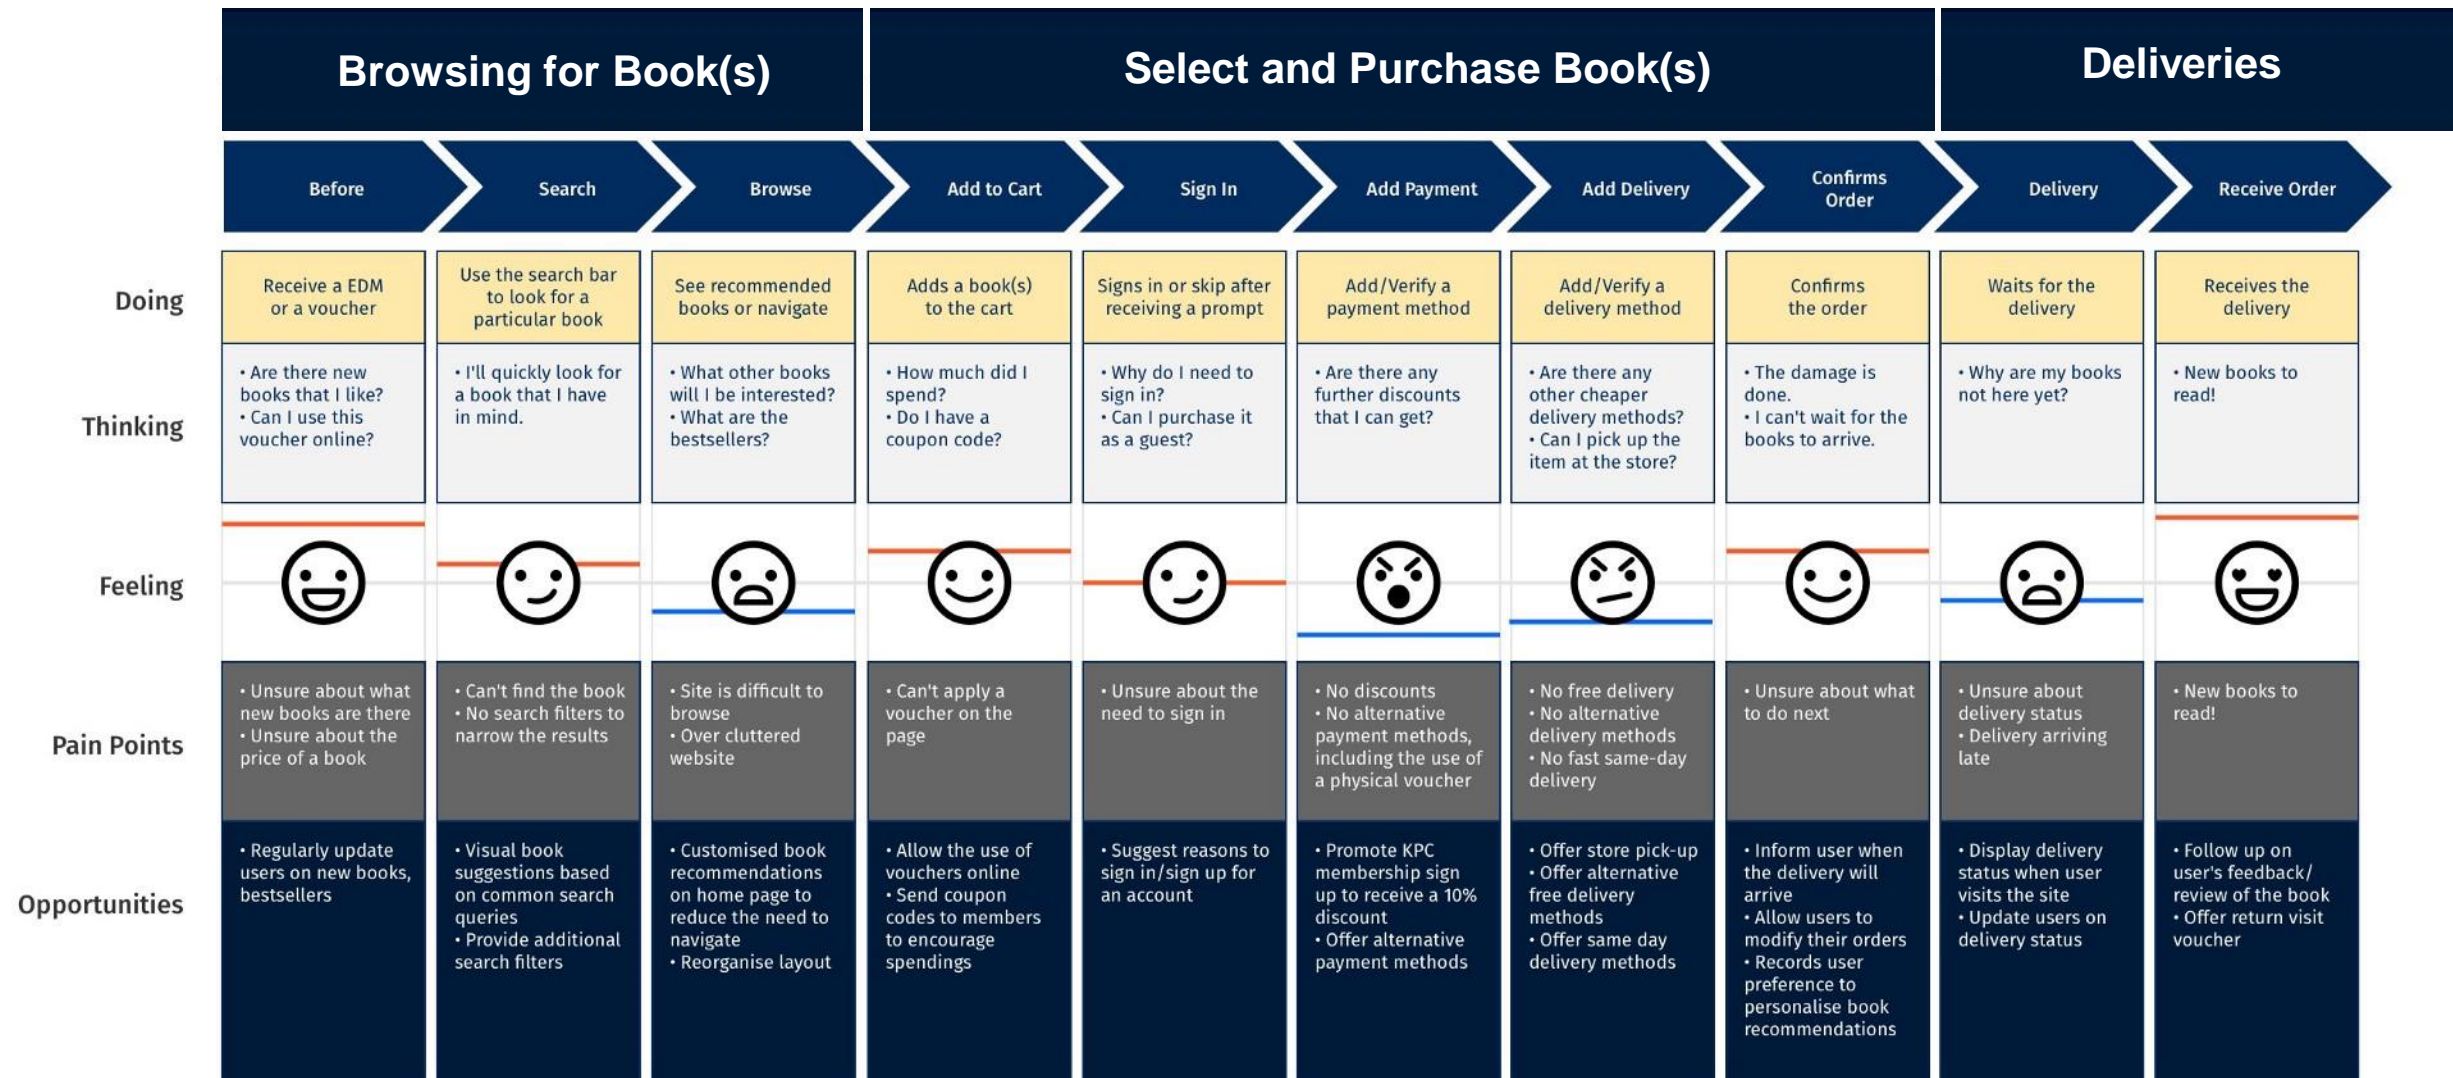 Browsing for Book(s)
Select and Purchase Book(s)
Deliveries
Before
Search
Browse
Add to Cart
Sign In
Add Payment
Add Delivery
Confirms
Order
Delivery
Receive Order
Doing
Receive a EDM
or a voucher
Use the search bar
to look for a
particular book
See recommended
books or navigate
Adds a book(s)
to the cart
Signs in or skip after
receiving a prompt
Add/Verify a
payment method
Add/Verify a
delivery method
Confirms
the order
Waits for the
delivery
Receives the
delivery
Thinking
• Are there new
books that I like?
• Can I use this
voucher online?
• I'll quickly look for
a book that I have
in mind.
• What other books
will I be interested?
• What are the
bestsellers?
• How much did I
spend?
• Do I have a
coupon code?
• Why do I need to
sign in?
• Can I purchase it
as a guest?
• Are there any
further discounts
that I can get?
• Are there any
other cheaper
delivery methods?
• Can I pick up the
item at the store?
• The damage is
done.
• I can't wait for the
books to arrive.
• Why are my books
not here yet?
• New books to
read!
Feeling
Pain Points
• Unsure about what
new books are there
• Unsure about the
price of a book
• Can't find the book
• No search filters to
narrow the results
• Site is difficult to
browse
• Over cluttered
website
• Can't apply a
voucher on the
page
• Unsure about the
need to sign in
• No discounts
• No alternative
payment methods,
including the use of
a physical voucher
• No free delivery
• No alternative
delivery methods
• No fast same-day
delivery
• Unsure about what
to do next
• Unsure about
delivery status
• Delivery arriving
late
• New books to
read!
Opportunities
• Regularly update
users on new books,
bestsellers
• Visual book
suggestions based
on common search
queries
• Provide additional
search filters
• Customised book
recommendations
on home page to
reduce the need to
navigate
• Reorganise layout
• Allow the use of
vouchers online
• Send coupon
codes to members
to encourage
spendings
• Suggest reasons to
sign in/sign up for
an account
• Promote KPC
membership sign
up to receive a 10%
discount
• Offer alternative
payment methods
• Offer store pick-up
• Offer alternative
free delivery
methods
• Offer same day
delivery methods
• Inform user when
the delivery will
arrive
• Allow users to
modify their orders
• Records user
preference to
personalise book
recommendations
• Display delivery
status when user
visits the site
• Update users on
delivery status
• Follow up on
user's feedback/
review of the book
• Offer return visit
voucher